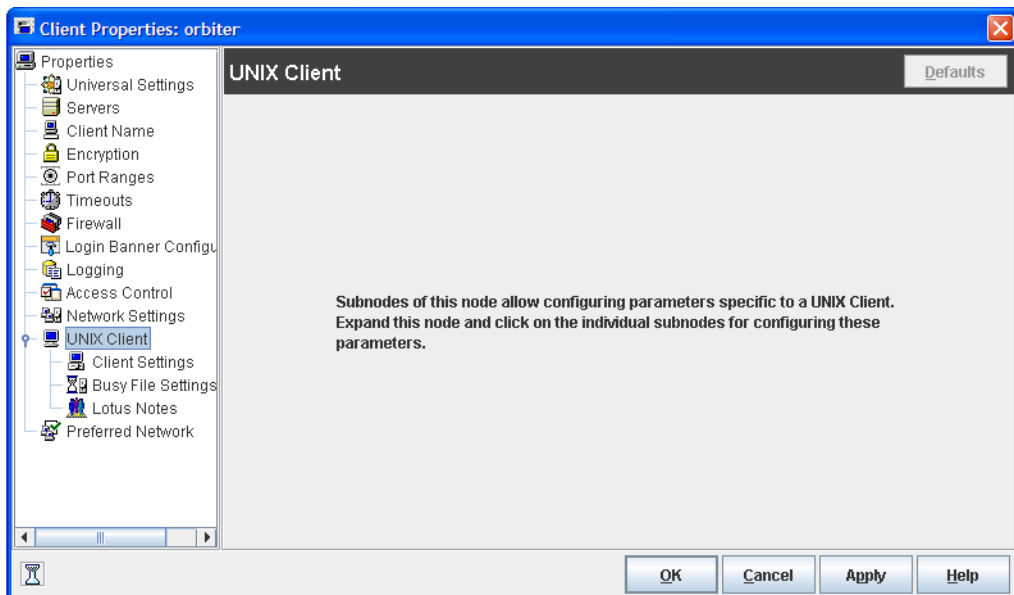 Client Properties: orbiter
Properties
Universal Settings
Servers
Client Name
Encryption
Port Ranges
Timeouts
Firewall
Login Banner Configu
Logging
Access Control
Network Settings
UNIX Client
Client Settings
Busy File Settings
Lotus Notes
Preferred Network
UNIX Client
Defaults
Subnodes of this node allow configuring parameters specific to a UNIX Client.
Expand this node and click on the individual subnodes for configuring these
parameters.
OK
Cancel
Apply
Help